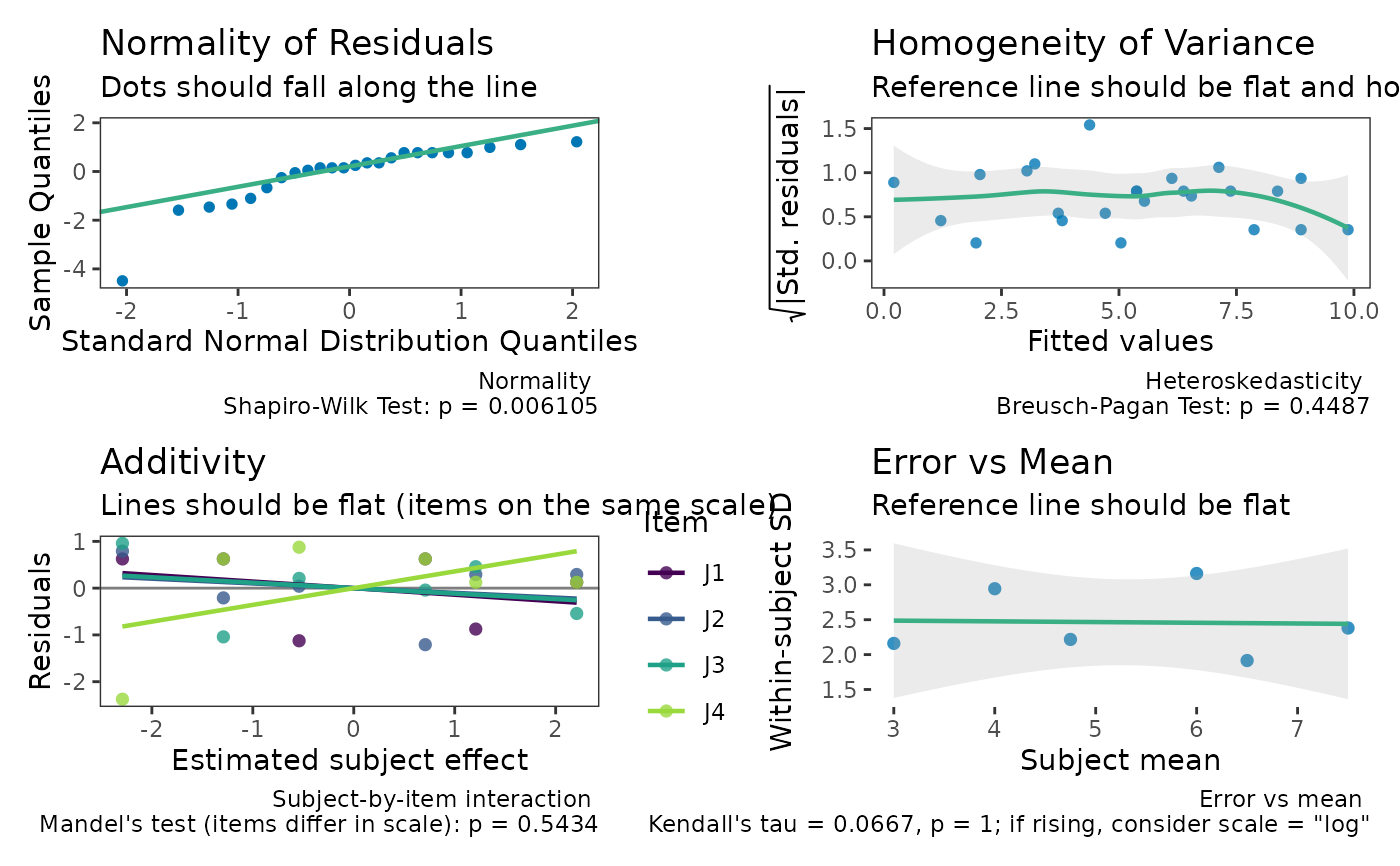 Normality of Residuals
Dots should fall along the line
Sample Quantiles
2
0
-2
-4
-2
-1
0
1
2
Standard Normal Distribution Quantiles
Normality
Shapiro-Wilk Test: p = 0.006105
Homogeneity of Variance
Reference line should be flat and ho
√|Std. residuals|
1.5
1.0
0.5
0.0
0.0
2.5
5.0
7.5
10.0
Fitted values
Heteroskedasticity
Breusch-Pagan Test: p = 0.4487
Additivity
Lines should be flat (items on the same scale)
Residuals
1
0
-1
-2
-2
-1
0
1
2
Estimated subject effect
Subject-by-item interaction
Mandel's test (items differ in scale): p = 0.5434
Item
J1
J2
J3
J4
Error vs Mean
Reference line should be flat
Within-subject SD
3.5
3.0
2.5
2.0
1.5
3
4
5
6
7
Subject mean
Error vs mean
Kendall's tau = 0.0667, p = 1; if rising, consider scale = "log"